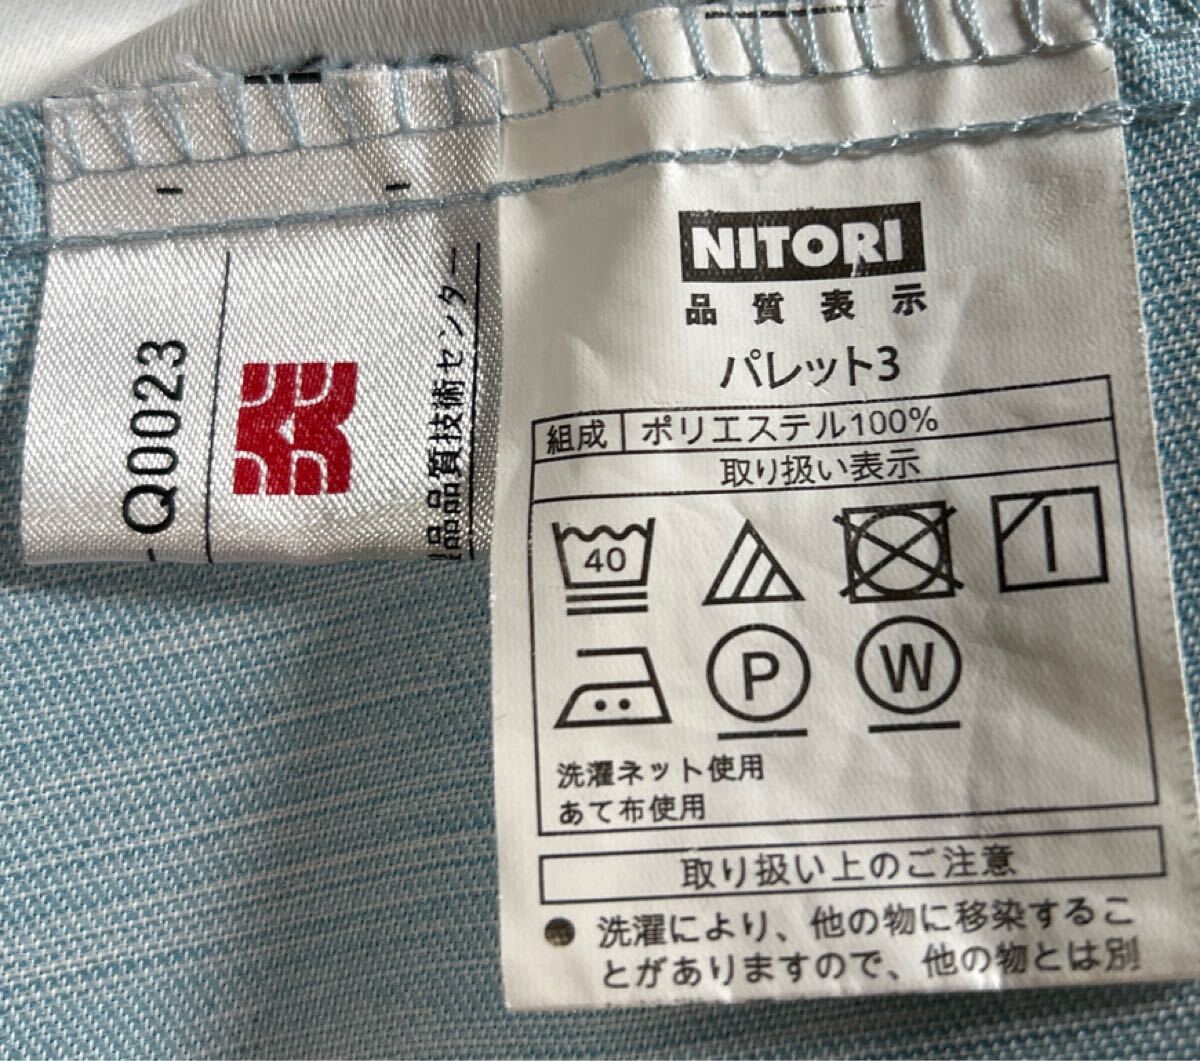 Q0023
品品質技術センター
NITORI
品質表示
パレット3
組成 ポリエステル100%
取り扱い表示
40
P W
洗濯ネット使用
あて布使用
取り扱い上のご注意
●洗濯により、他の物に移染するこ
とがありますので、他の物とは別